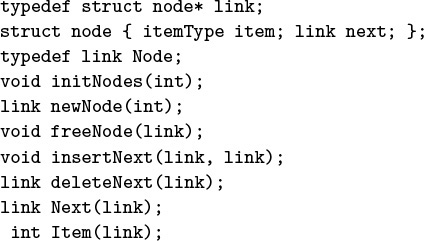 typedef struct node* link;
struct node { itemType item; link next; };
typedef link Node;
void initNodes(int);
link newNode(int);
void freeNode(link);
void insertNext(link, link);
link deleteNext(link);
link Next(link);
int Item(link);